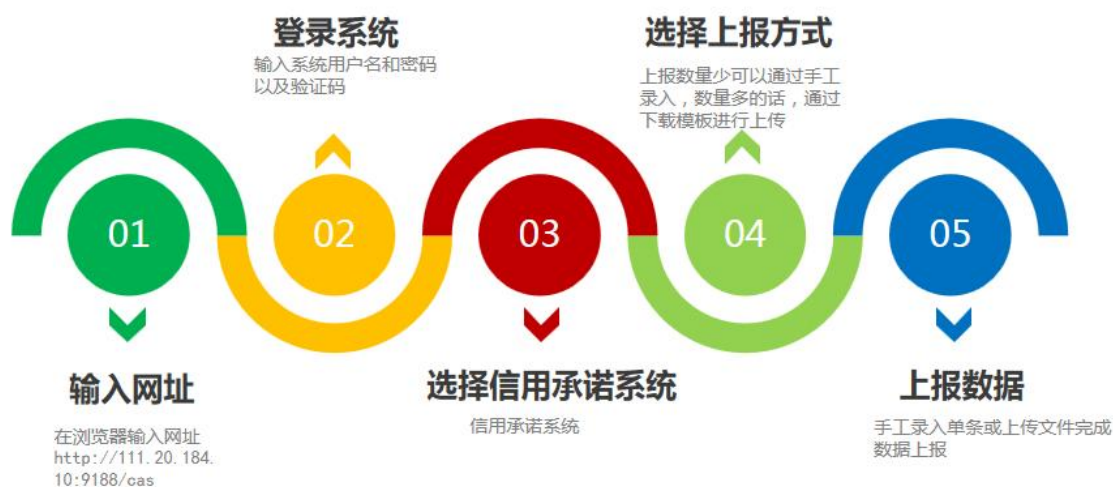 登录系统
输入系统用户名和密码
以及验证码
选择上报方式
上报数量少可以通过手工
录入，数量多的话，通过
下载模板进行上传
01
02
03
04
05
输入网址
在浏览器输入网址
http://111.20.184.
10:9188/cas
选择信用承诺系统
信用承诺系统
上报数据
手工录入单条或上传文件完成
数据上报